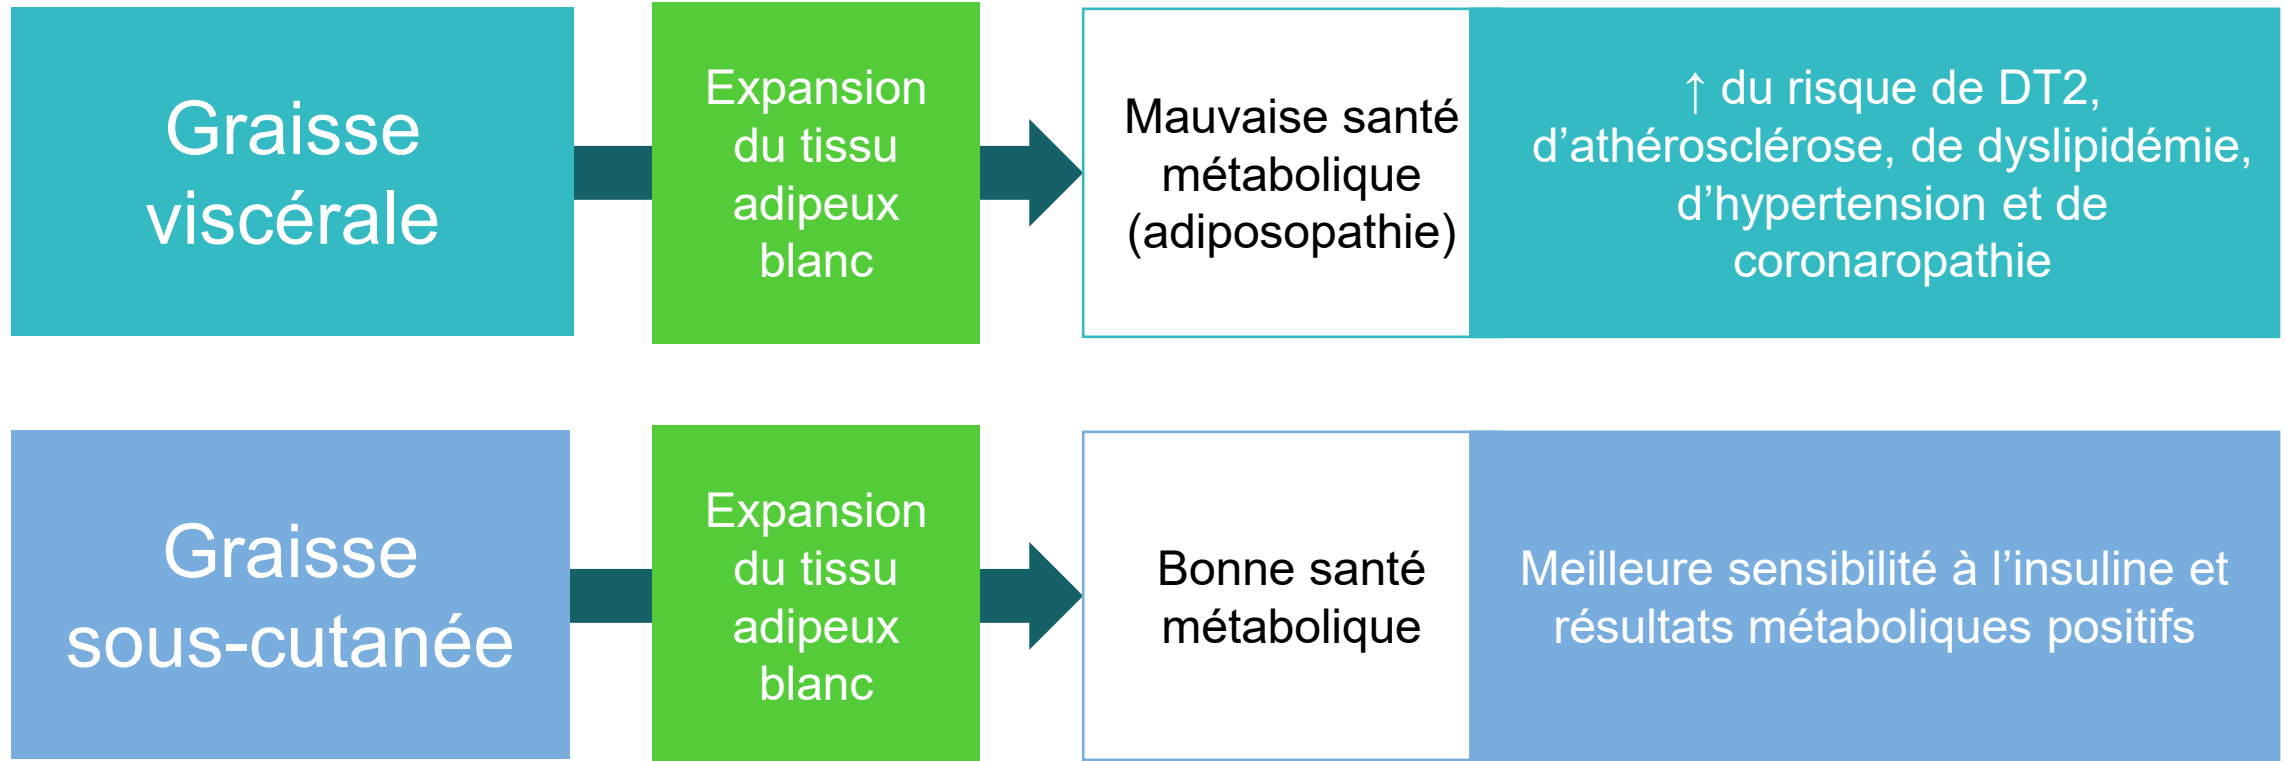 Graisse
viscérale
Expansion
du tissu
adipeux
blanc
Mauvaise santé
métabolique
(adiposopathie)
↑ du risque de DT2,
d’athérosclérose, de dyslipidémie,
d’hypertension et de
coronaropathie
Graisse
sous-cutanée
Expansion
du tissu
adipeux
blanc
Bonne santé
métabolique
Meilleure sensibilité à l’insuline et
résultats métaboliques positifs